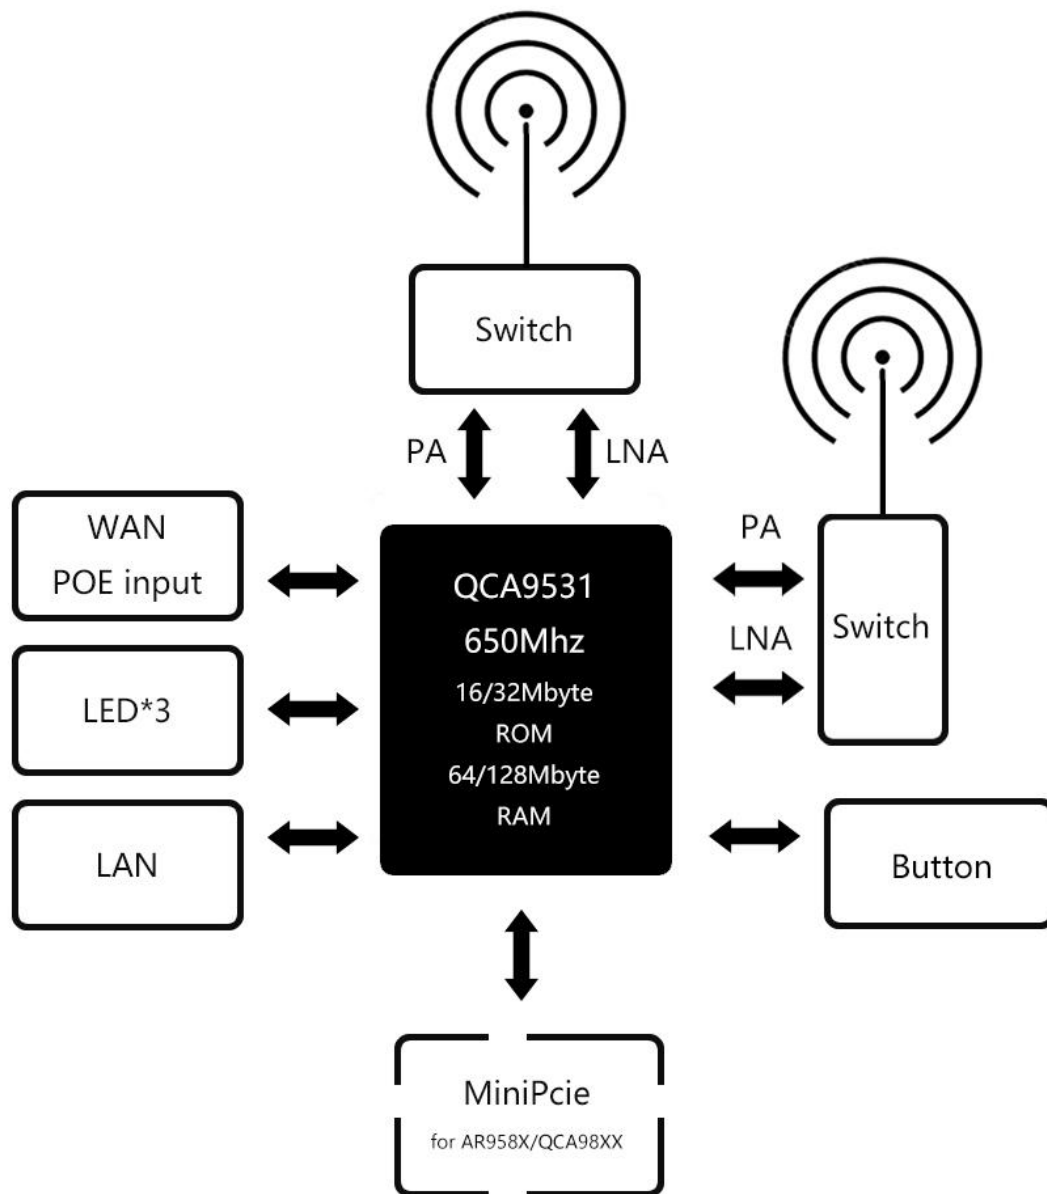 Switch
PA
LNA
WAN
POE input
QCA9531
650Mhz
16/32Mbyte
ROM
64/128Mbyte
RAM
PA
LNA
Switch
LED*3
LAN
Button
MiniPcie
for AR958X/QCA98XX